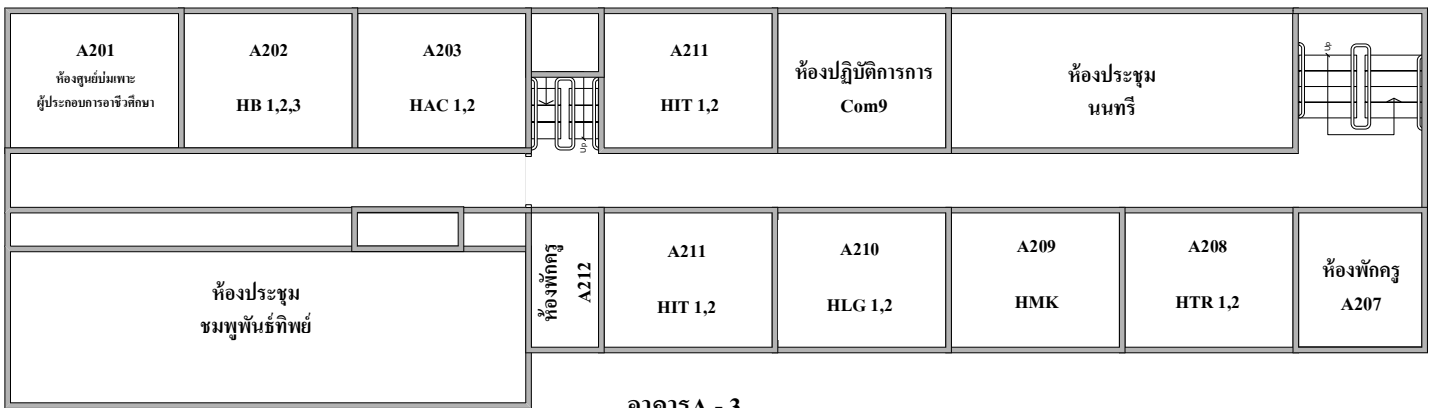 A201
ห้องศูนย์บ่มเพาะ
ผู้ประกอบการอาชีวศึกษา
A202
HB 1,2,3
A203
HAC 1,2
Up
A211
HIT 1,2
ห้องปฏิบัติการการ
Com9
ห้องประชุม
นนทรี
Up
ห้องประชุม
ชมพูพันธ์ทิพย์
ห้องพักครู
A212
A211
HIT 1,2
A210
HLG 1,2
A209
HMK
A208
HTR 1,2
ห้องพักครู
A207
อาคารA - 3